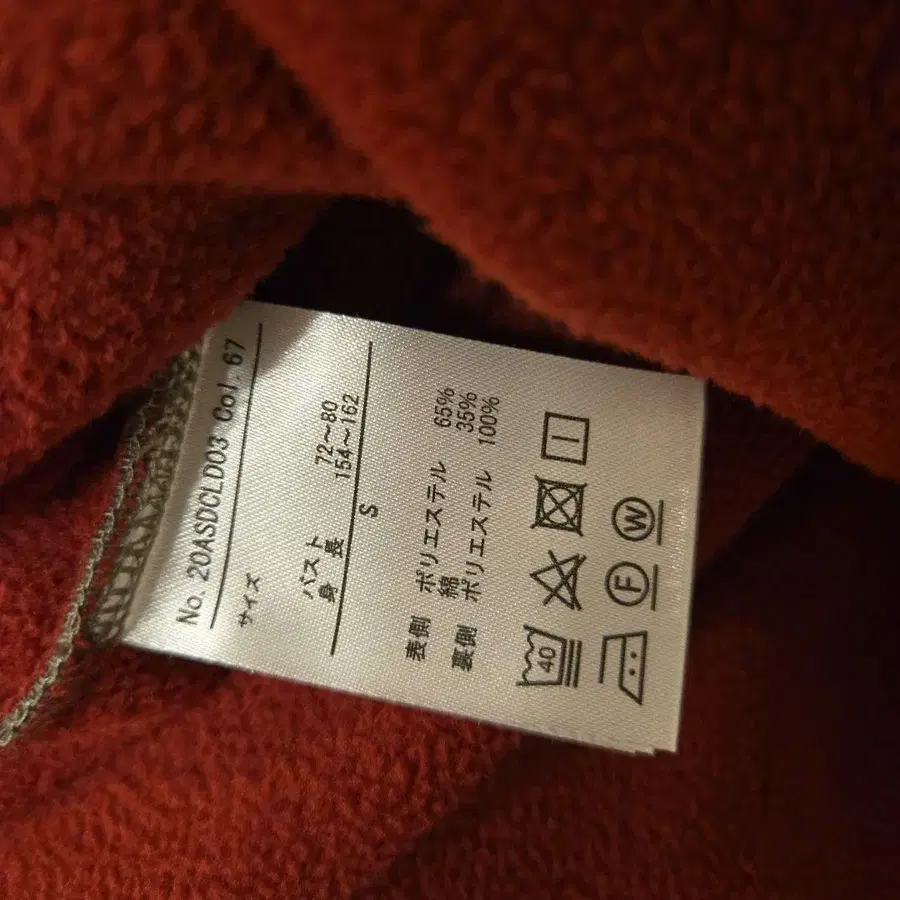 No. 20ASDCLD03 Col. 67
サイズ
バスト 72～80
身 長 154～162
S
表側 ポリエステル 65%
綿 35%
裏側 ポリエステル 100%
40
F W